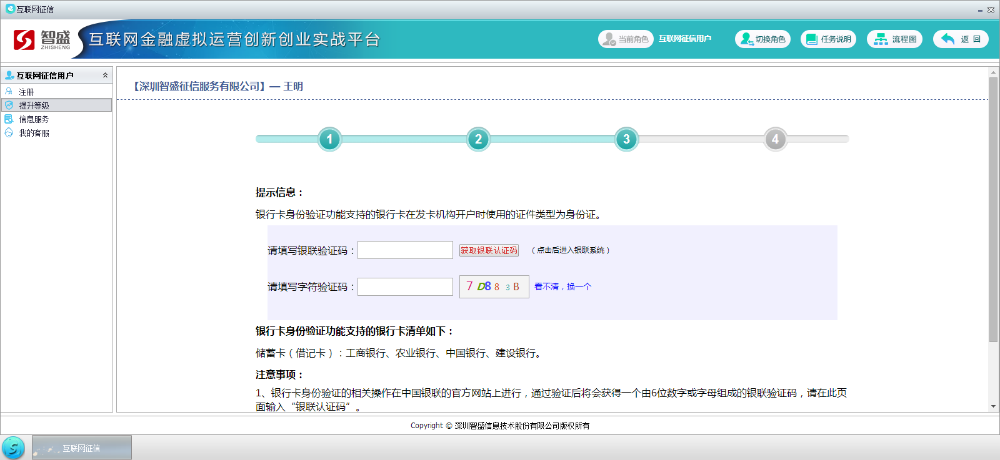 互联网征信
智盛
ZHISHENG
互联网金融虚拟运营创新创业实战平台
当前角色
互联网征信用户
切换角色
任务说明
流程图
返 回
互联网征信用户
注册
提升等级
信息服务
我的客服
【深圳智盛征信服务有限公司】— 王明
1
2
3
4
提示信息：
银行卡身份验证功能支持的银行卡在发卡机构开户时使用的证件类型为身份证。
请填写银联验证码：
获取银联认证码
（点击后进入银联系统）
请填写字符验证码：
7 D8 8 3 B
看不清，换一个
银行卡身份验证功能支持的银行卡清单如下：
储蓄卡（借记卡）：工商银行、农业银行、中国银行、建设银行。
注意事项：
1、银行卡身份验证的相关操作在中国银联的官方网站上进行，通过验证后将会获得一个由6位数字或字母组成的银联验证码，请在此页
面输入“银联认证码”。
Copyright © 深圳智盛信息技术股份有限公司版权所有
互联网征信